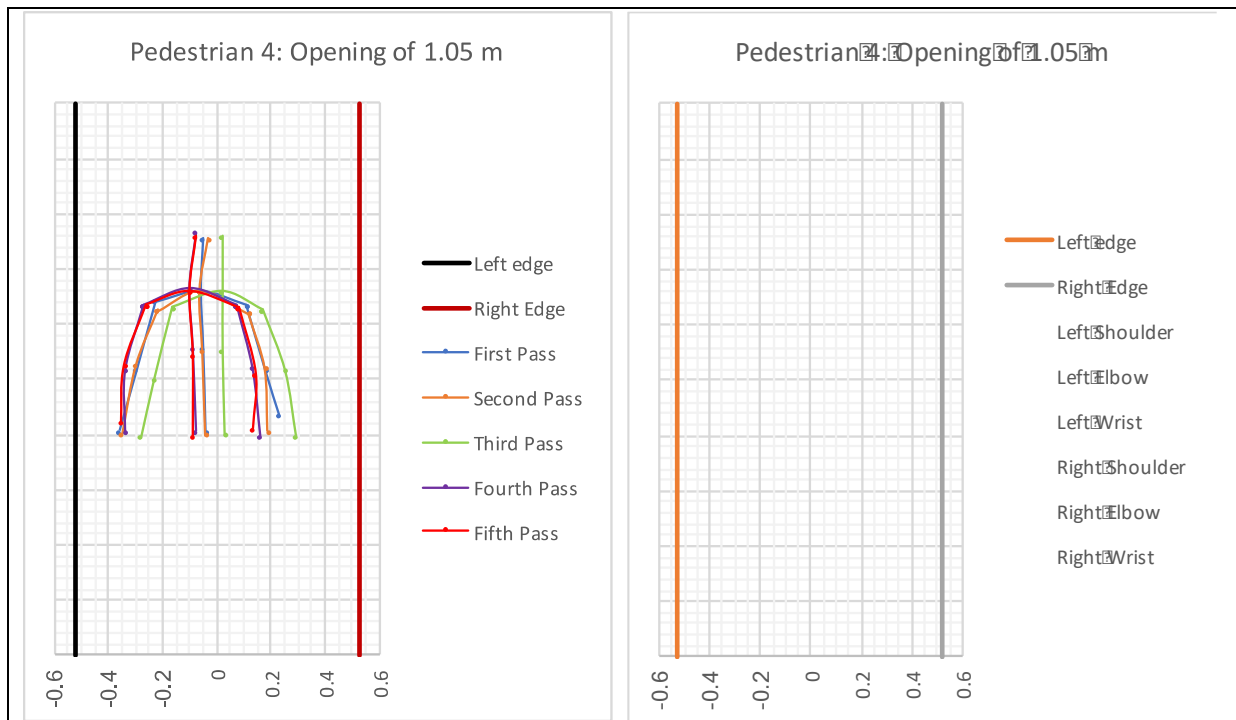 Pedestrian 4: Opening of 1.05 m
Left edge
Right Edge
First Pass
Second Pass
Third Pass
Fourth Pass
Fifth Pass
-0.6
-0.4
-0.2
0
0.2
0.4
0.6
Pedestrian⍰4:⍰Opening⍰of⍰1.05⍰m
Left⍰edge
Right⍰Edge
Left⍰Shoulder
Left⍰Elbow
Left⍰Wrist
Right⍰Shoulder
Right⍰Elbow
Right⍰Wrist
-0.6
-0.4
-0.2
0
0.2
0.4
0.6